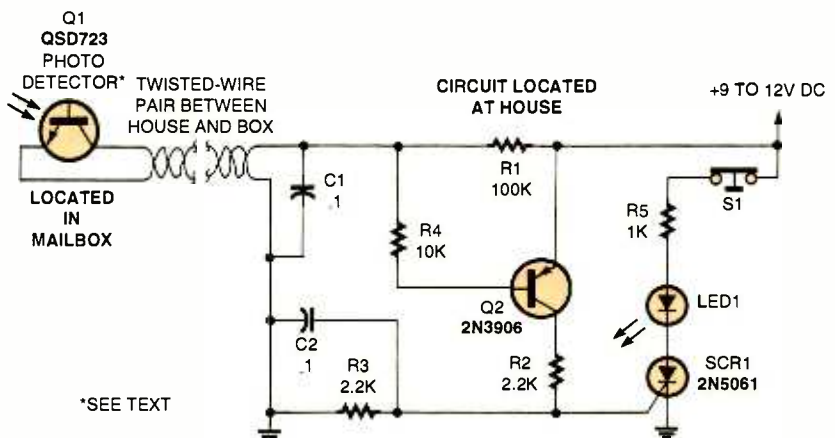 Q1
QSD723
PHOTO
DETECTOR*
TWISTED-WIRE
PAIR BETWEEN
HOUSE AND BOX
CIRCUIT LOCATED
AT HOUSE
+9 TO 12V DC
LOCATED
IN
MAILBOX
C1
.1
R1
100K
S1
R4
10K
R5
1K
Q2
2N3906
LED1
C2
.1
R3
2.2K
R2
2.2K
SCR1
2N5061
*SEE TEXT